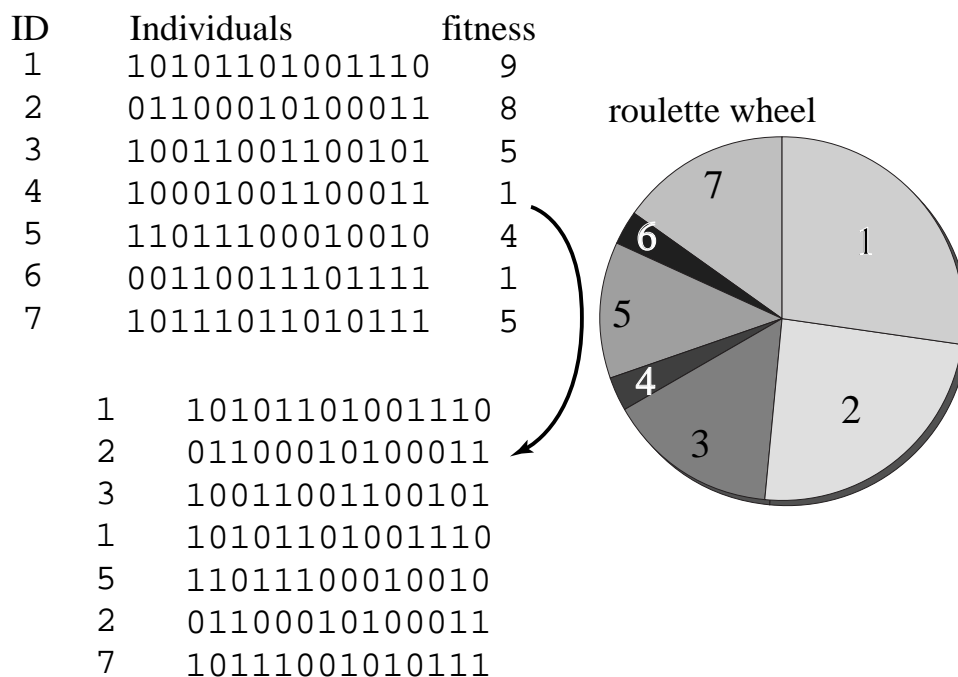 ID Individuals fitness
1 10101101001110 9
2 01100010100011 8
3 10011001100101 5
4 10001001100011 1
5 11011100010010 4
6 00110011101111 1
7 10111011010111 5
roulette wheel
7
1
6
5
4
2
3
1 10101101001110
2 01100010100011
3 10011001100101
1 10101101001110
5 11011100010010
2 01100010100011
7 10111001010111